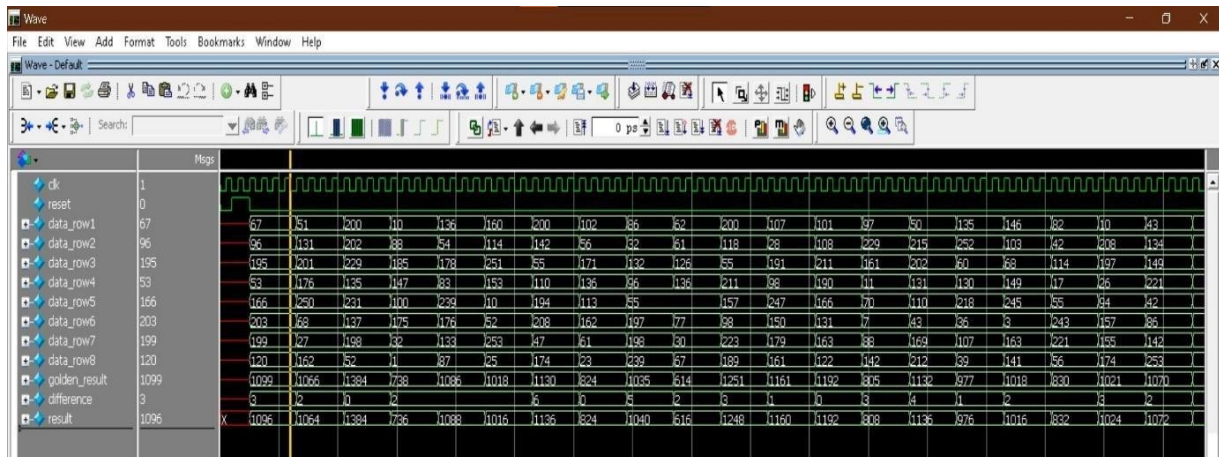 Wave
File Edit View Add Format Tools Bookmarks Window Help
Wave - Default
Search: 0 ps
Msgs
clk 1
reset 0
data_row1 67 67 51 200 10 136 160 200 102 86 62 200 107 101 97 50 135 146 82 10 43
data_row2 96 96 131 202 88 54 114 142 56 32 61 118 28 108 229 215 252 103 42 208 134
data_row3 195 195 201 229 185 178 251 55 171 132 126 55 191 211 161 202 60 68 114 197 149
data_row4 53 53 176 135 147 83 153 110 136 96 136 211 98 190 11 131 130 149 17 26 221
data_row5 166 166 250 231 100 239 10 194 113 55 157 247 166 70 110 218 245 55 94 42
data_row6 203 203 68 137 175 176 52 208 162 197 77 98 150 131 7 43 36 3 243 157 86
data_row7 199 199 27 198 32 133 253 47 61 198 30 223 179 163 88 169 107 163 221 155 142
data_row8 120 120 162 52 1 87 25 174 23 239 67 189 161 122 142 212 39 141 56 174 253
golden_result 1099 1099 1066 1384 738 1086 1018 1130 824 1035 614 1251 1161 1192 805 1132 977 1018 830 1021 1070
difference 3 3 2 0 2 6 0 5 2 3 1 0 3 4 1 2 3 2
result 1096 X 1096 1064 1384 736 1088 1016 1136 824 1040 616 1248 1160 1192 808 1136 976 1016 832 1024 1072